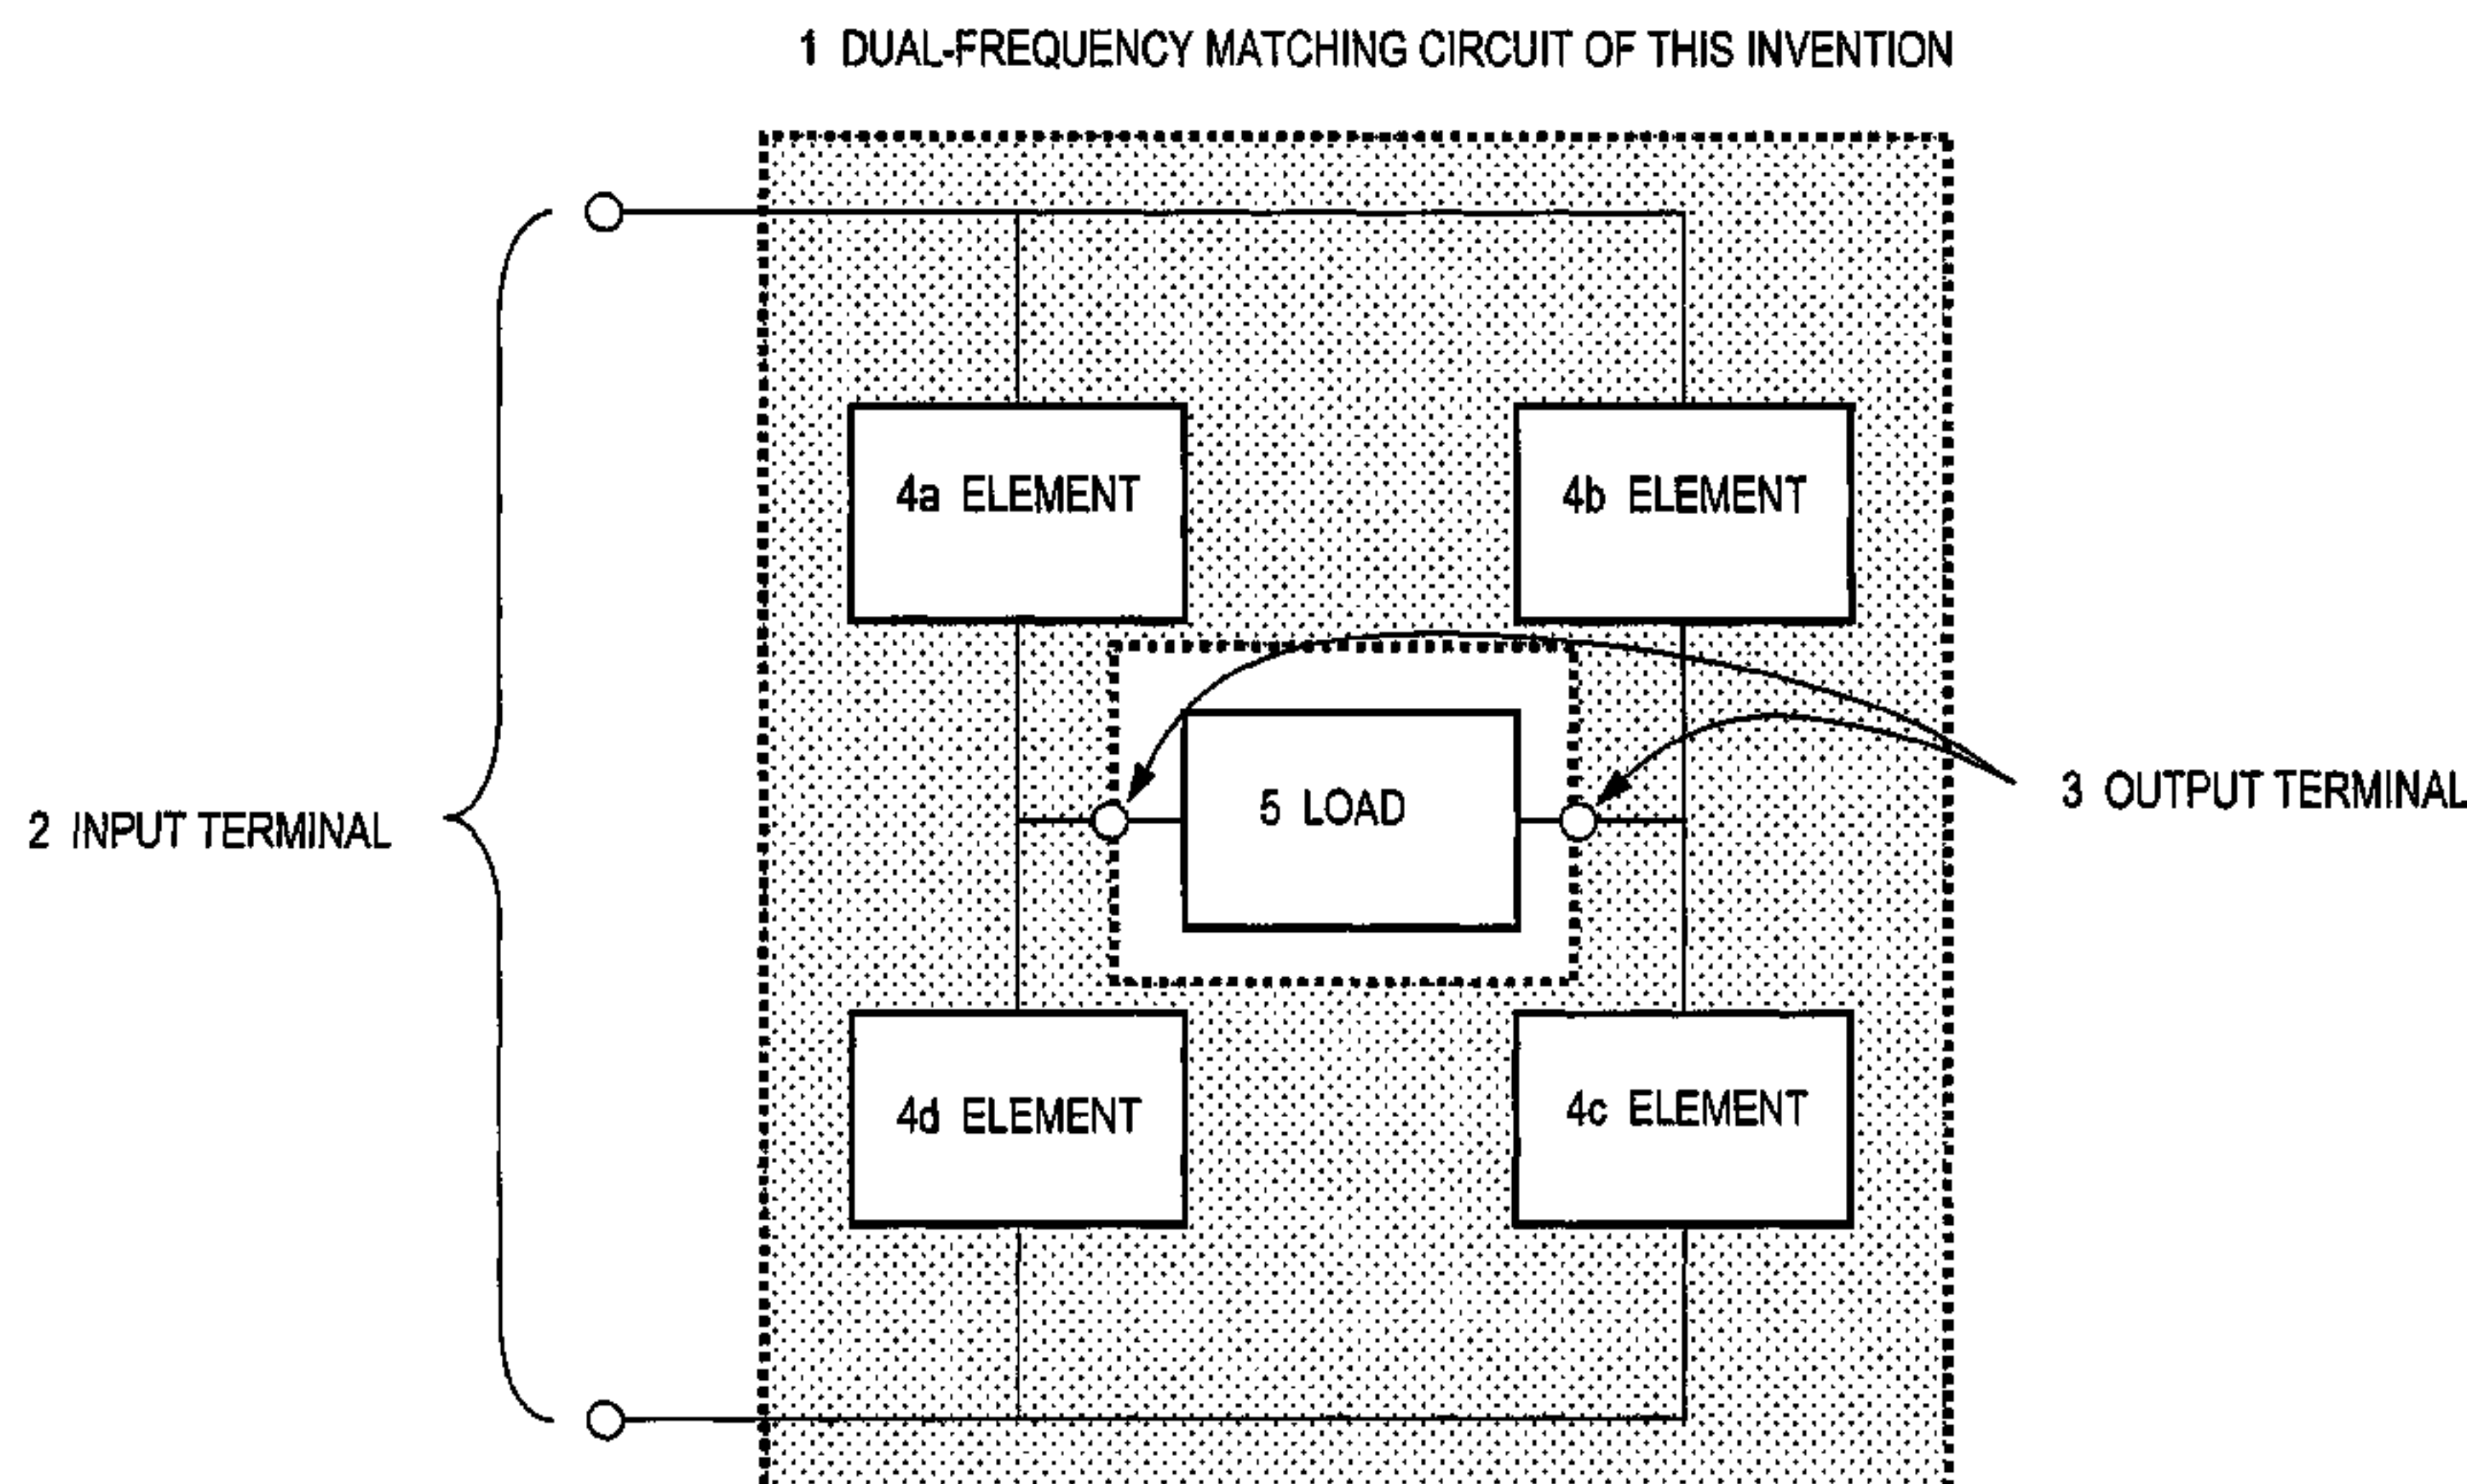 1 DUAL-FREQUENCY MATCHING CIRCUIT OF THIS INVENTION
4a ELEMENT
4b ELEMENT
5 LOAD
3 OUTPUT TERMINAL
2 INPUT TERMINAL
4d ELEMENT
4c ELEMENT